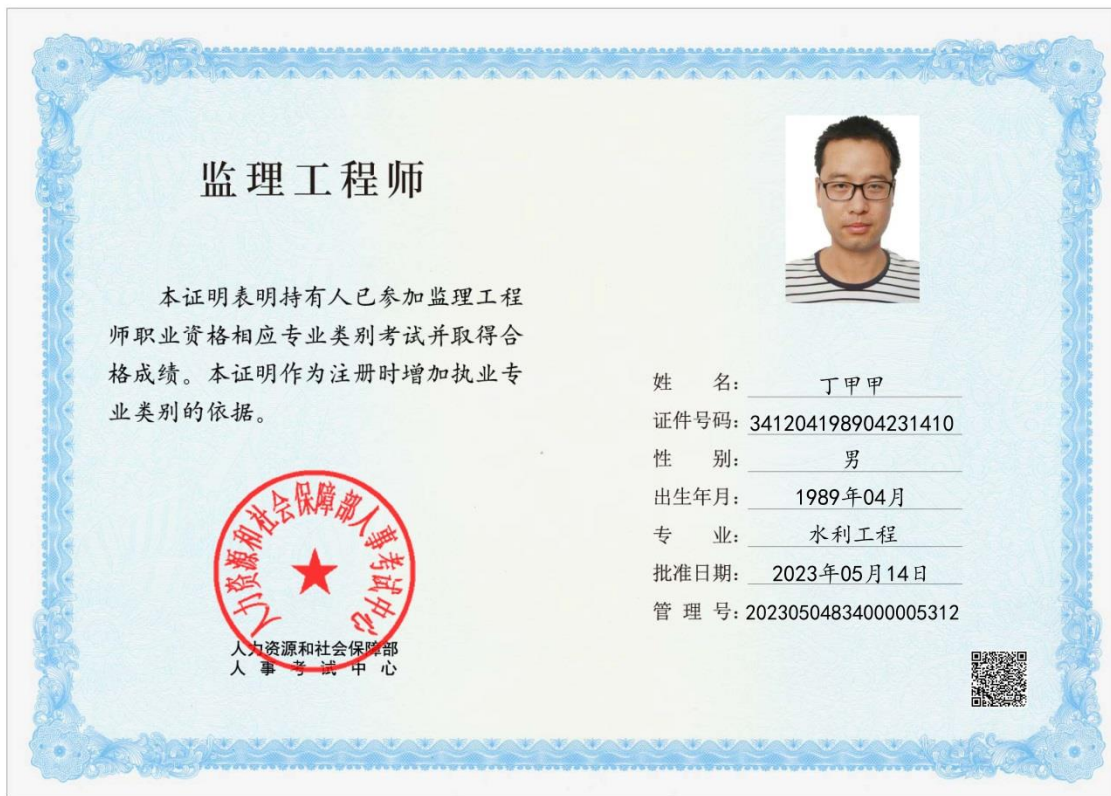 监理工程师
本证明表明持有人已参加监理工程
师职业资格相应专业类别考试并取得合
格成绩。本证明作为注册时增加执业专
业类别的依据。
人力资源和社会保障部人事考试中心
人力资源和社会保障部
人事考试中心
姓 名：丁甲甲
证件号码：341204198904231410
性 别：男
出生年月：1989年04月
专 业：水利工程
批准日期：2023年05月14日
管 理 号：20230504834000005312